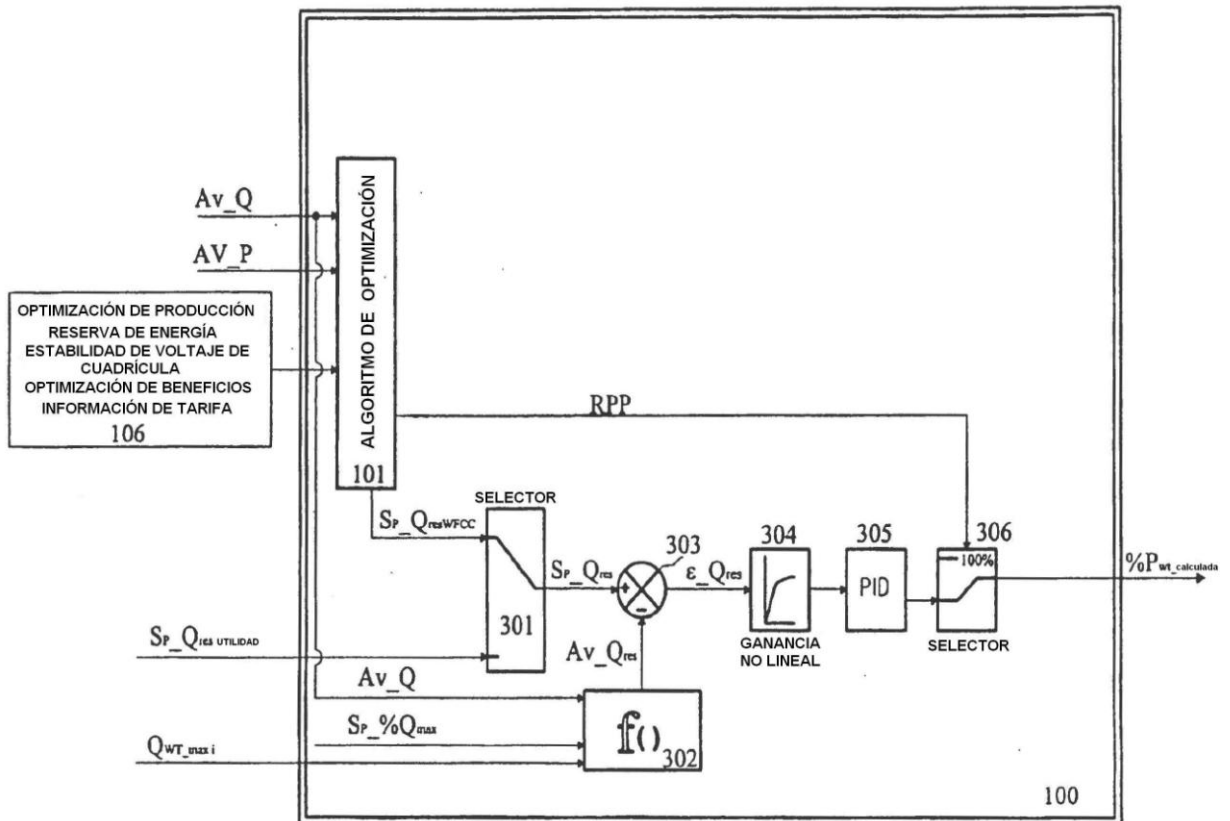 Av_Q
AV_P
OPTIMIZACIÓN DE PRODUCCIÓN
RESERVA DE ENERGÍA
ESTABILIDAD DE VOLTAJE DE
CUADRÍCULA
OPTIMIZACIÓN DE BENEFICIOS
INFORMACIÓN DE TARIFA
106
ALGORITMO DE OPTIMIZACIÓN
101
RPP
SP_QresWFCC
SELECTOR
301
SP_Qres
303
ε_Qres
304
GANANCIA
NO LINEAL
305
PID
306
100%
SELECTOR
%Pwt_calculada
SP_Qres UTILIDAD
Av_Qres
Av_Q
SP_%Qmax
QWT_max i
f()
302
100